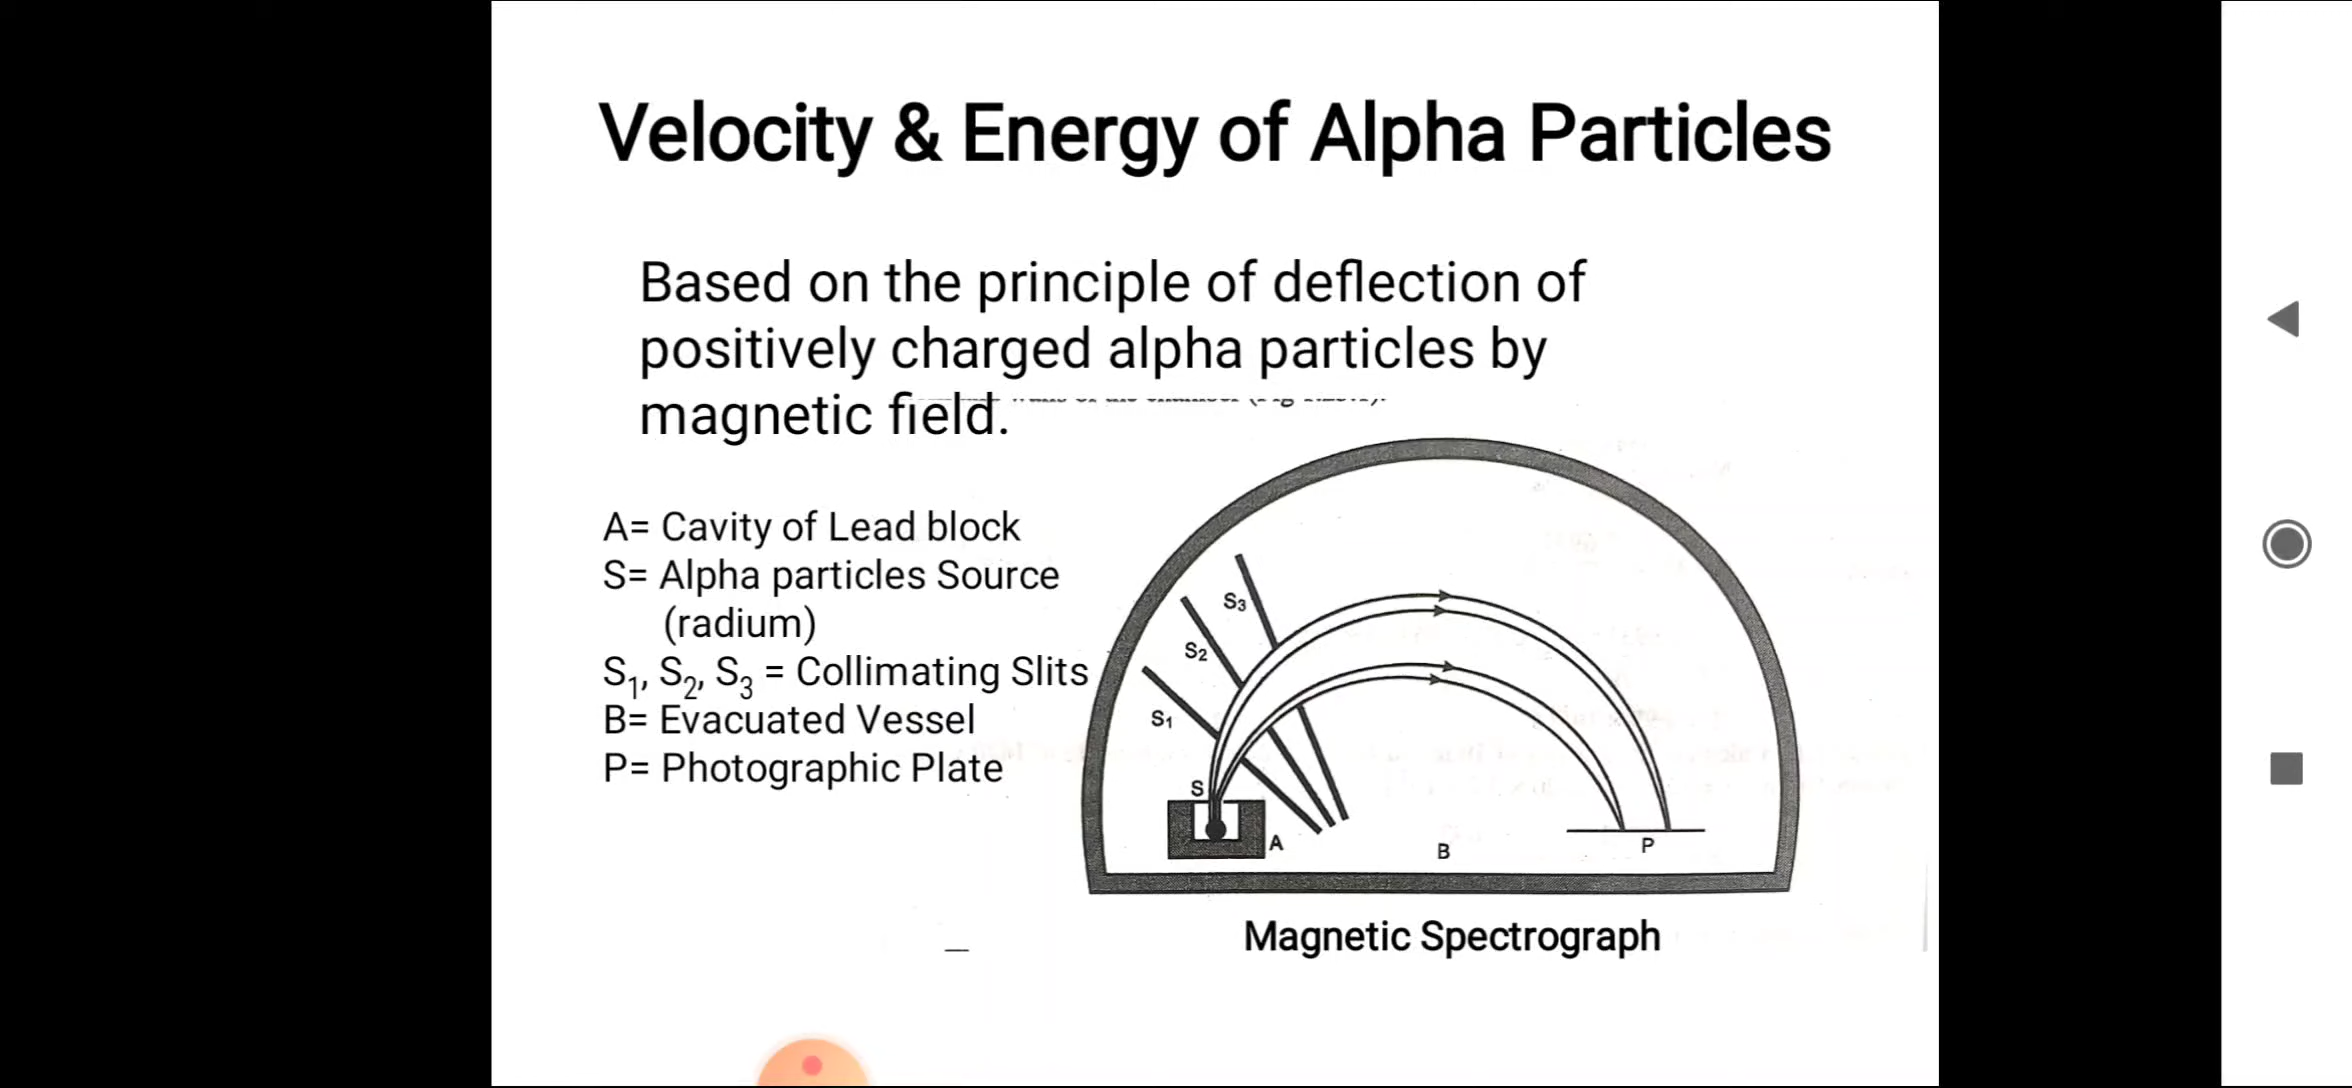 Velocity & Energy of Alpha Particles
Based on the principle of deflection of
positively charged alpha particles by
magnetic field.
A= Cavity of Lead block
S= Alpha particles Source
(radium)
S₁, S₂, S₃ = Collimating Slits
B= Evacuated Vessel
P= Photographic Plate
S₃
S₂
S₁
S
A
B
P
Magnetic Spectrograph